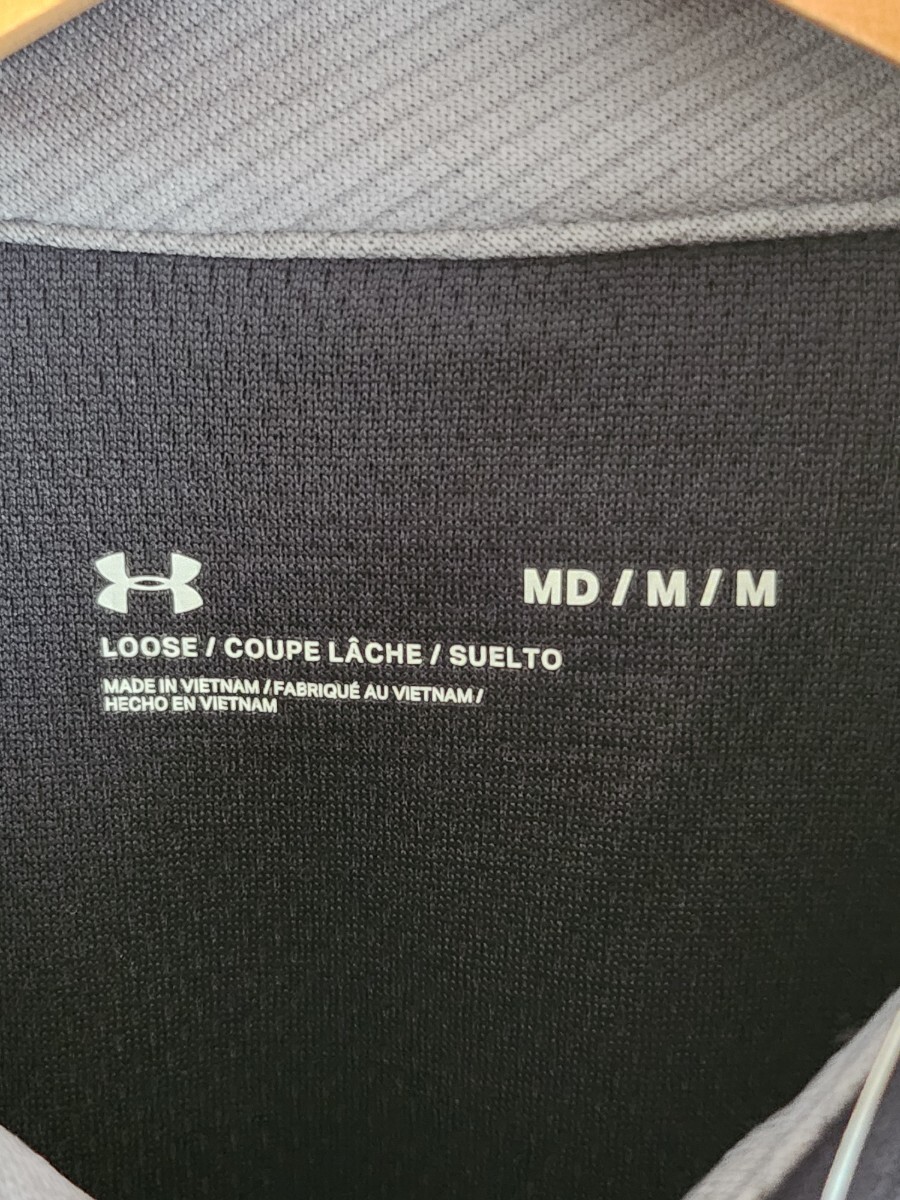 MD / M / M
LOOSE / COUPE LÂCHE / SUELTO
MADE IN VIETNAM / FABRIQUÉ AU VIETNAM /
HECHO EN VIETNAM